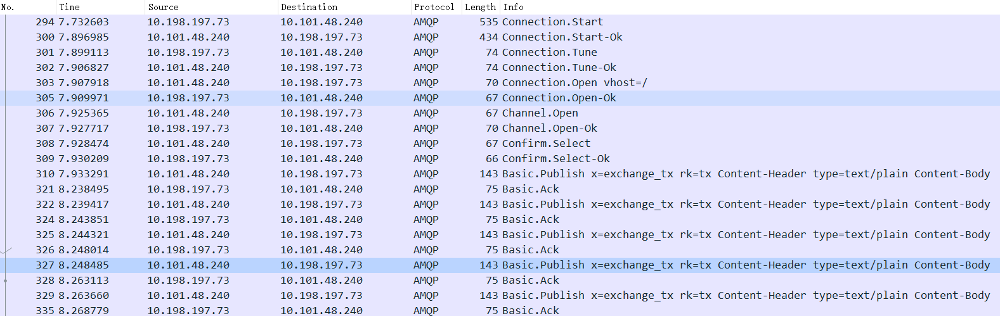 No. Time Source Destination Protocol Length Info
294 7.732603 10.198.197.73 10.101.48.240 AMQP 535 Connection.Start
300 7.896985 10.101.48.240 10.198.197.73 AMQP 434 Connection.Start-Ok
301 7.899113 10.198.197.73 10.101.48.240 AMQP 74 Connection.Tune
302 7.906827 10.101.48.240 10.198.197.73 AMQP 74 Connection.Tune-Ok
303 7.907918 10.101.48.240 10.198.197.73 AMQP 70 Connection.Open vhost=/
305 7.909971 10.198.197.73 10.101.48.240 AMQP 67 Connection.Open-Ok
306 7.925365 10.101.48.240 10.198.197.73 AMQP 67 Channel.Open
307 7.927717 10.198.197.73 10.101.48.240 AMQP 70 Channel.Open-Ok
308 7.928474 10.101.48.240 10.198.197.73 AMQP 67 Confirm.Select
309 7.930209 10.198.197.73 10.101.48.240 AMQP 66 Confirm.Select-Ok
310 7.933291 10.101.48.240 10.198.197.73 AMQP 143 Basic.Publish x=exchange_tx rk=tx Content-Header type=text/plain Content-Body
321 8.238495 10.198.197.73 10.101.48.240 AMQP 75 Basic.Ack
322 8.239417 10.101.48.240 10.198.197.73 AMQP 143 Basic.Publish x=exchange_tx rk=tx Content-Header type=text/plain Content-Body
324 8.243851 10.198.197.73 10.101.48.240 AMQP 75 Basic.Ack
325 8.244321 10.101.48.240 10.198.197.73 AMQP 143 Basic.Publish x=exchange_tx rk=tx Content-Header type=text/plain Content-Body
326 8.248014 10.198.197.73 10.101.48.240 AMQP 75 Basic.Ack
327 8.248485 10.101.48.240 10.198.197.73 AMQP 143 Basic.Publish x=exchange_tx rk=tx Content-Header type=text/plain Content-Body
328 8.263113 10.198.197.73 10.101.48.240 AMQP 75 Basic.Ack
329 8.263660 10.101.48.240 10.198.197.73 AMQP 143 Basic.Publish x=exchange_tx rk=tx Content-Header type=text/plain Content-Body
335 8.268779 10.198.197.73 10.101.48.240 AMQP 75 Basic.Ack